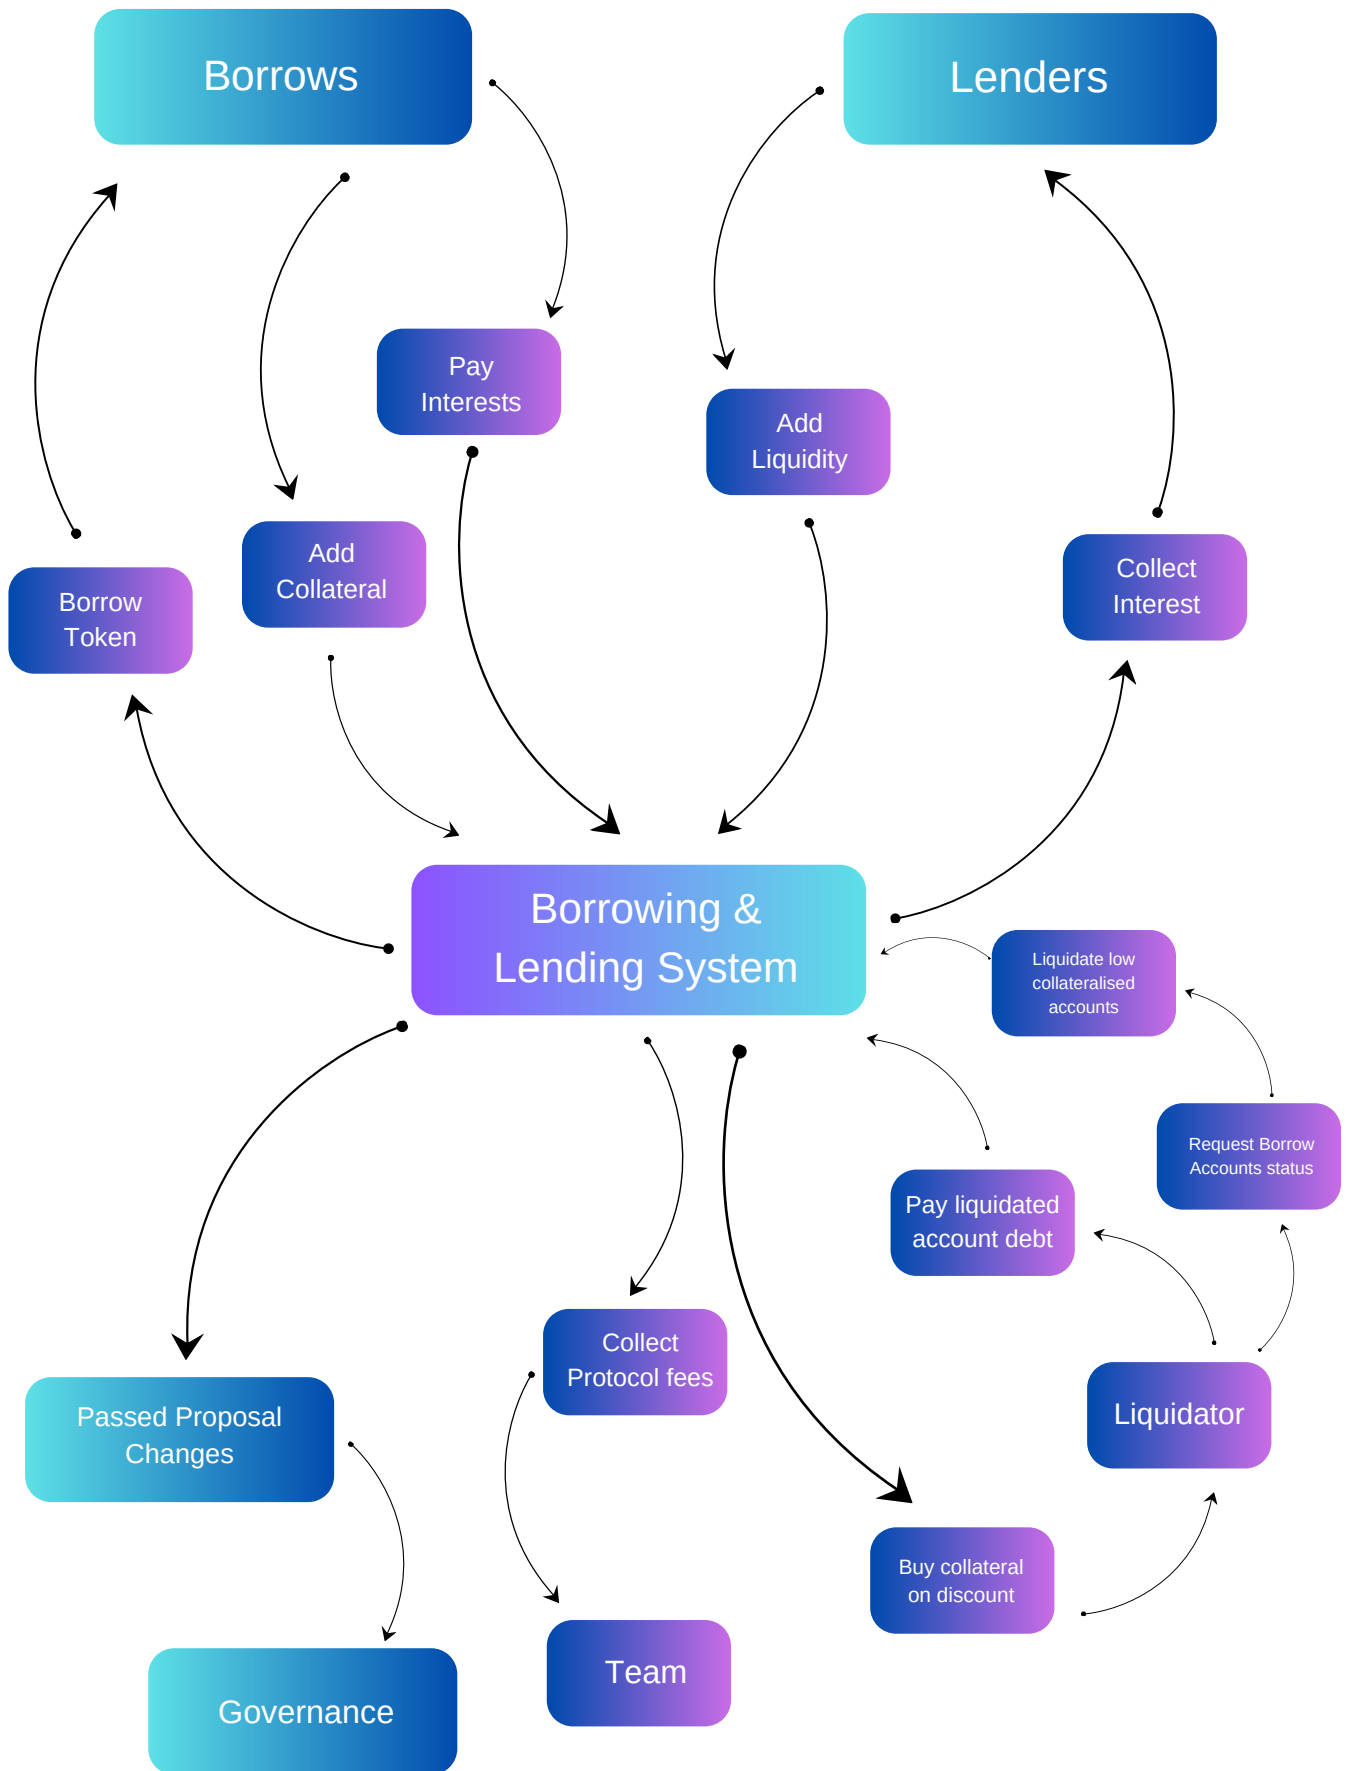 Borrows
Lenders
Pay
Interests
Add
Liquidity
Add
Collateral
Collect
Interest
Borrow
Token
Borrowing &
Lending System
Liquidate low
collateralised
accounts
Request Borrow
Accounts status
Pay liquidated
account debt
Collect
Protocol fees
Liquidator
Passed Proposal
Changes
Buy collateral
on discount
Team
Governance